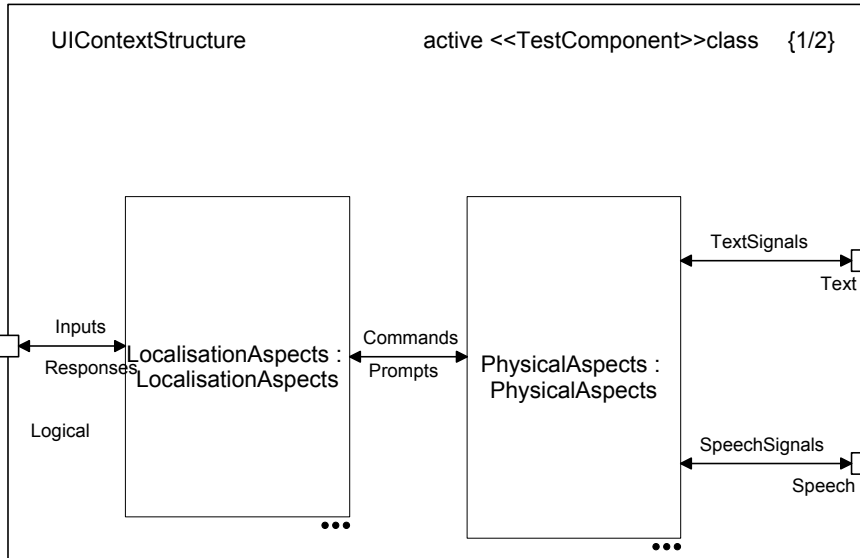 UIContextStructure
active <<TestComponent>>class {1/2}
TextSignals
Text
Inputs
Responses
LocalisationAspects :
LocalisationAspects
Commands
Prompts
PhysicalAspects :
PhysicalAspects
Logical
SpeechSignals
Speech